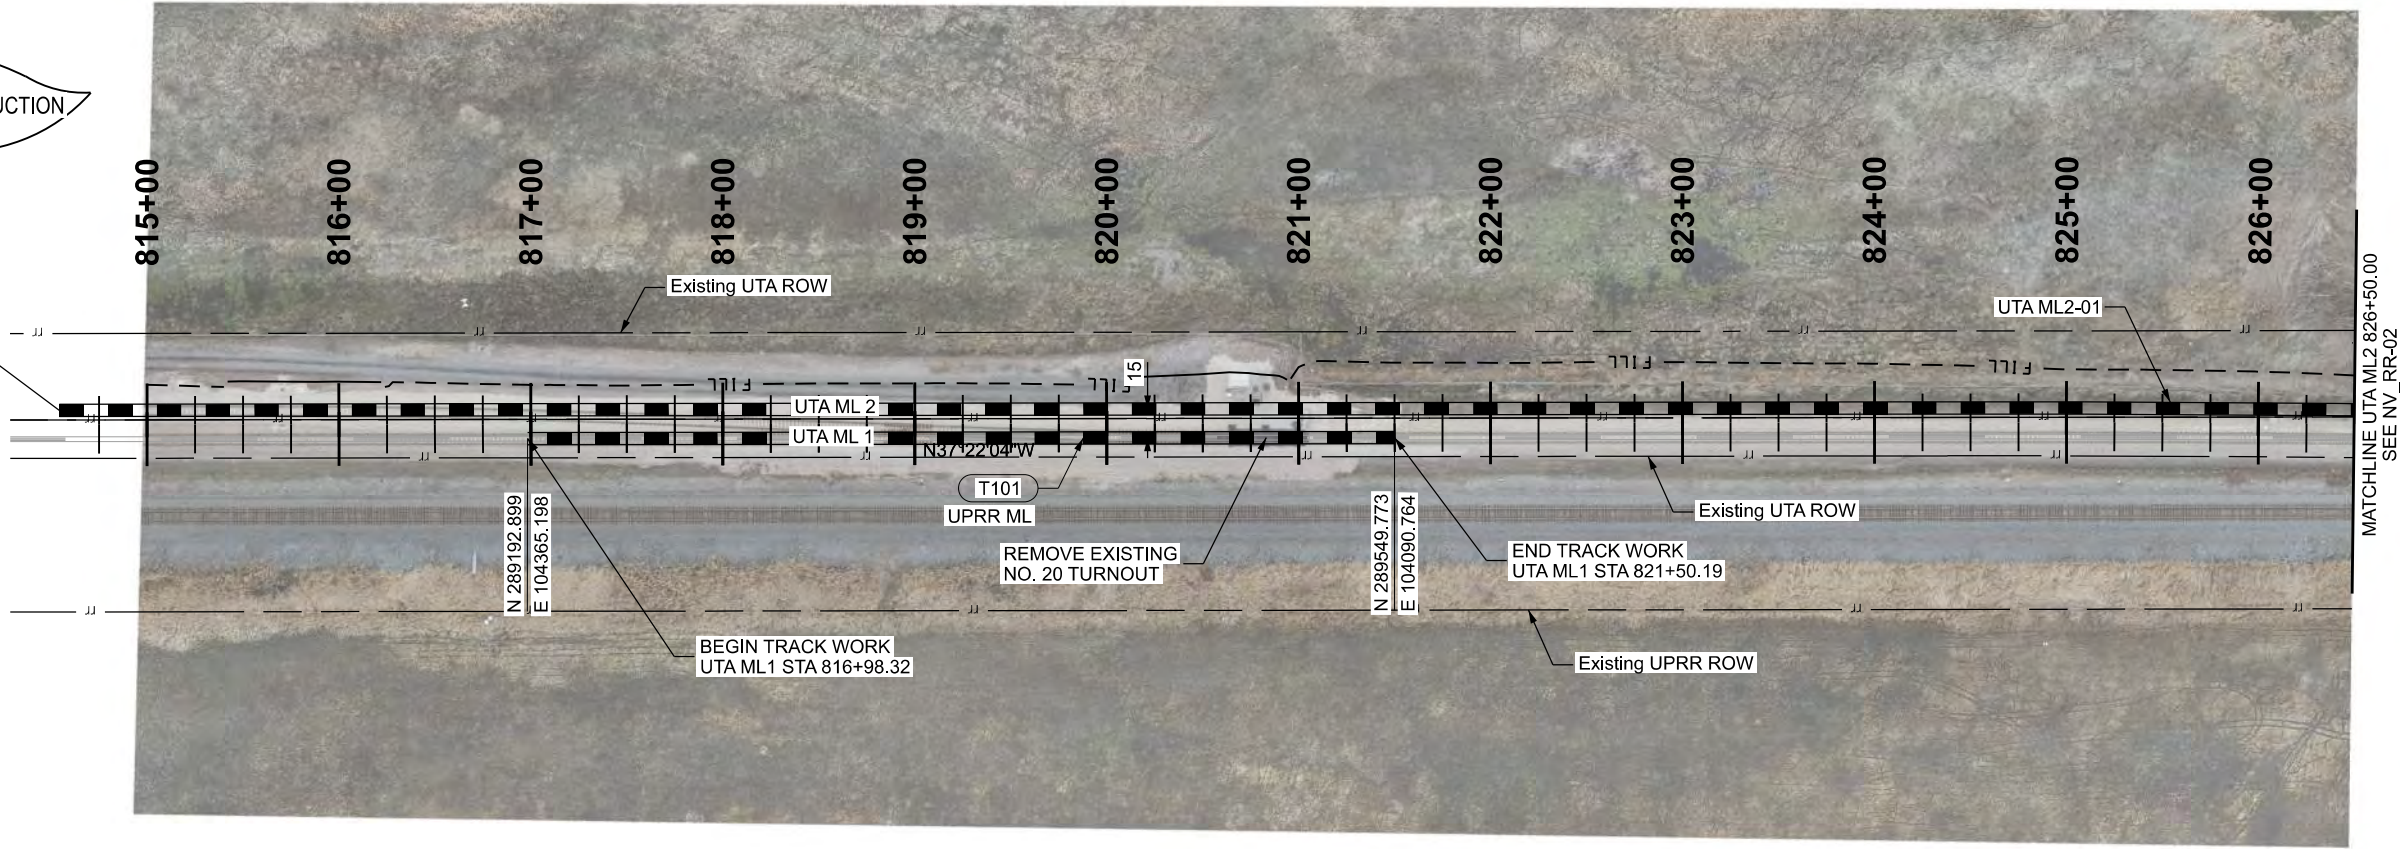 815+00
816+00
817+00
818+00
819+00
820+00
821+00
822+00
823+00
824+00
825+00
826+00
Existing UTA ROW
UTA ML2-01
MATCHLINE UTA ML2 826+50.00
SEE NV_RR-02
FILL
FILL
FILL
FILL
15
UTA ML 2
UTA ML 1
N37°22'04"W
T101
UPRR ML
N 289192.899
E 104365.198
REMOVE EXISTING
NO. 20 TURNOUT
N 289549.773
E 104090.764
Existing UTA ROW
END TRACK WORK
UTA ML1 STA 821+50.19
BEGIN TRACK WORK
UTA ML1 STA 816+98.32
Existing UPRR ROW